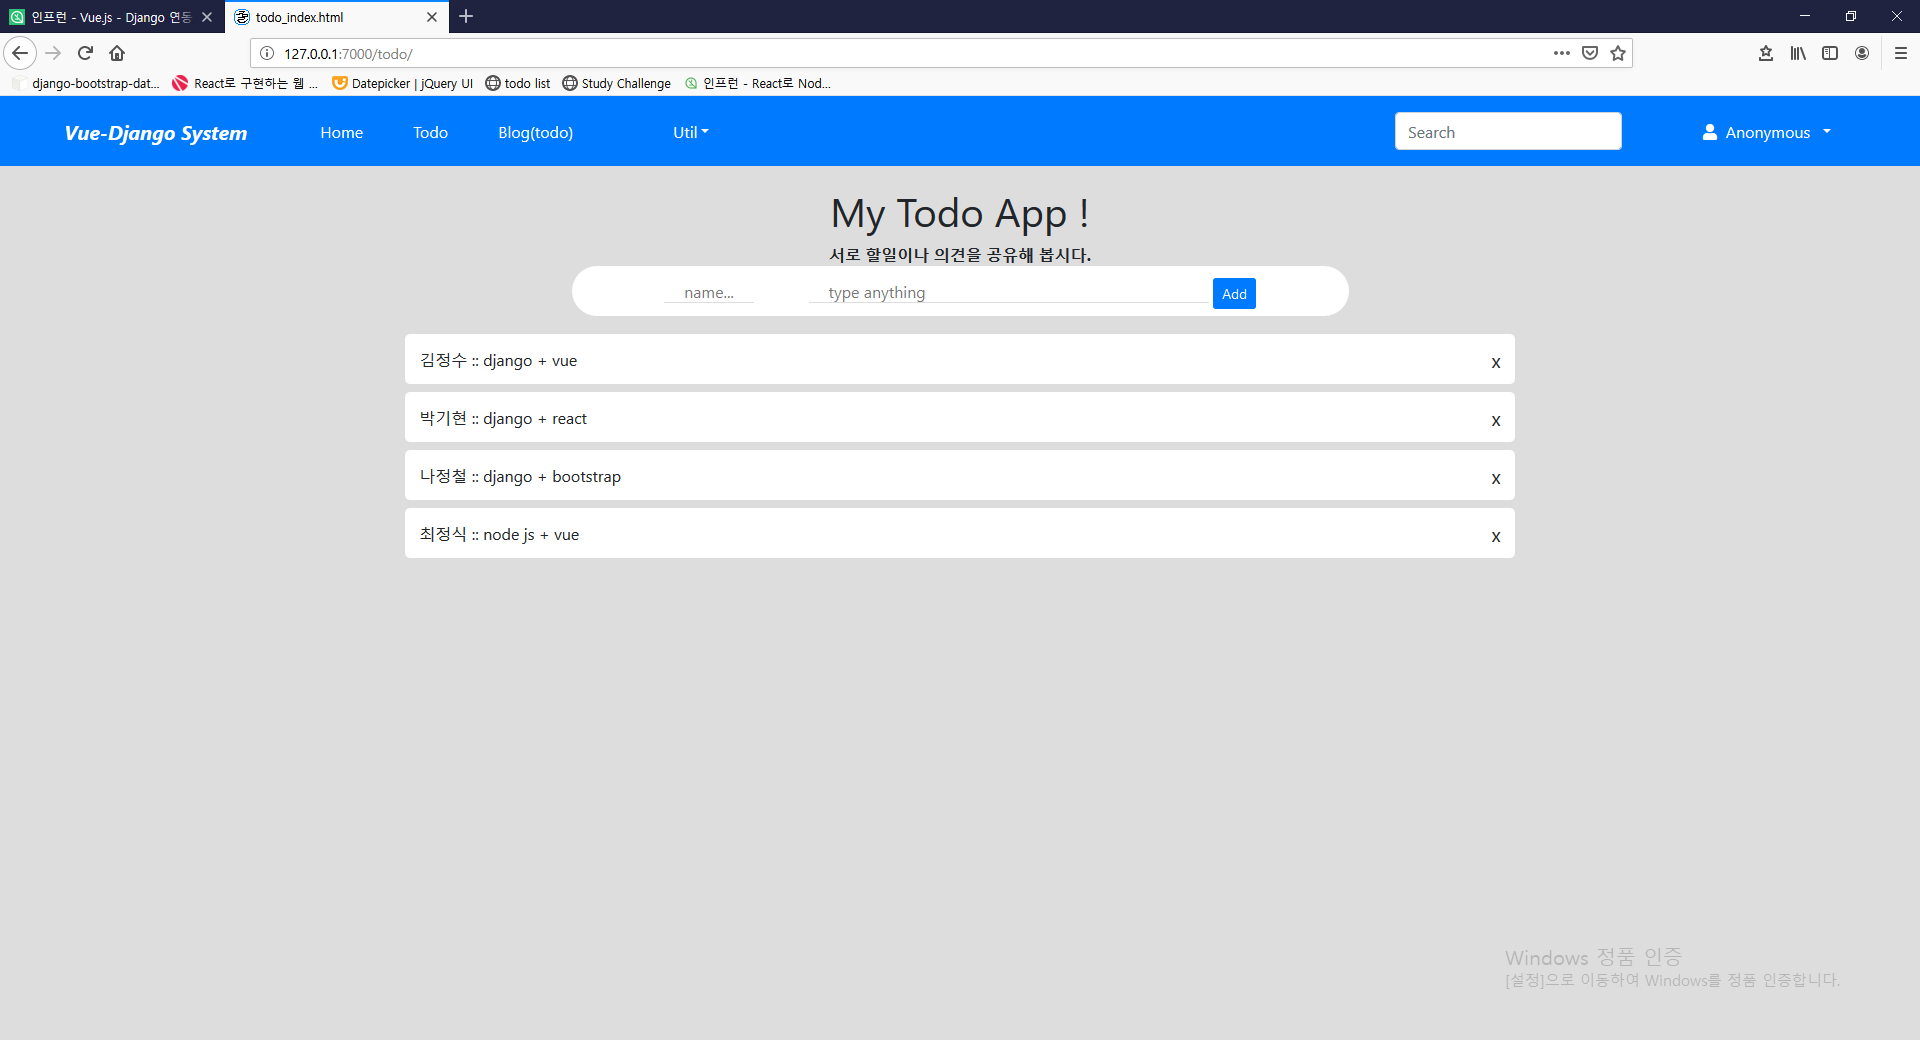 인프런 - Vue.js - Django 연동
todo_index.html
127.0.0.1:7000/todo/
django-bootstrap-dat...
React로 구현하는 웹 ...
Datepicker | jQuery UI
todo list
Study Challenge
인프런 - React로 Nod...
Vue-Django System
Home
Todo
Blog(todo)
Util
Search
Anonymous
My Todo App !
서로 할일이나 의견을 공유해 봅시다.
name...
type anything
Add
김정수 :: django + vue
x
박기현 :: django + react
x
나정철 :: django + bootstrap
x
최정식 :: node js + vue
x
Windows 정품 인증
[설정]으로 이동하여 Windows를 정품 인증합니다.